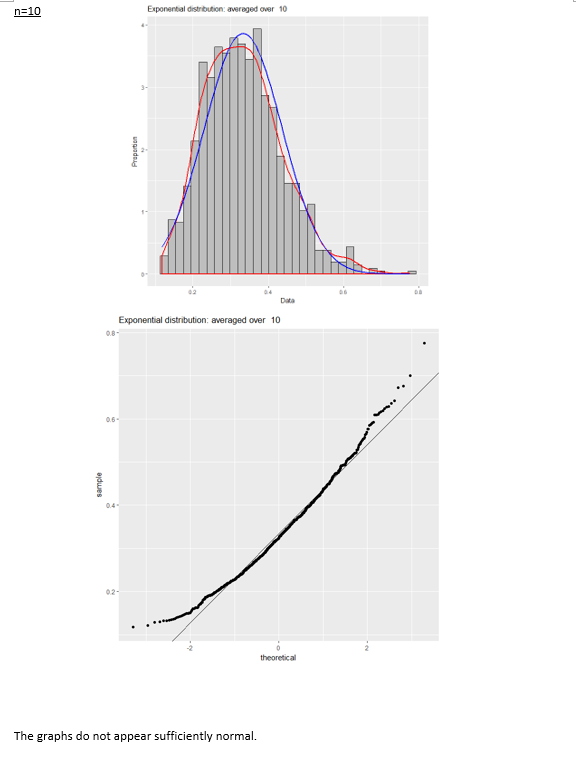 n=10
Exponential distribution: averaged over 10
4
3
2
1
0
Proportion
0.2 0.4 0.6 0.8
Data
Exponential distribution: averaged over 10
0.8
0.6
0.4
0.2
sample
-2 0 2
theoretical
The graphs do not appear sufficiently normal.